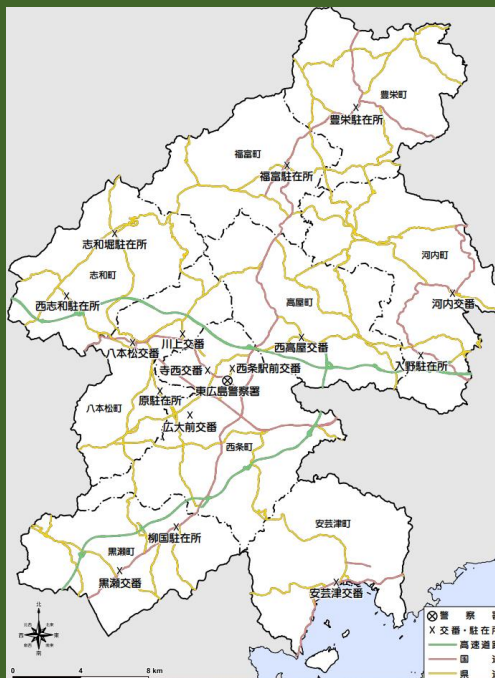 豊栄町
豊栄駐在所
福富町
福富駐在所
志和堀駐在所
志和町
河内町
西志和駐在所
高屋町
河内交番
川上交番
八本松交番
西高屋交番
入野駐在所
寺西交番
西条駅前交番
東広島警察署
原駐在所
八本松町
広大前交番
西条町
柳国駐在所
安芸津町
黒瀬町
黒瀬交番
安芸津交番
北
西 東
南
0 4 8 km
警 察
交番・駐在所
高速道路
国
県